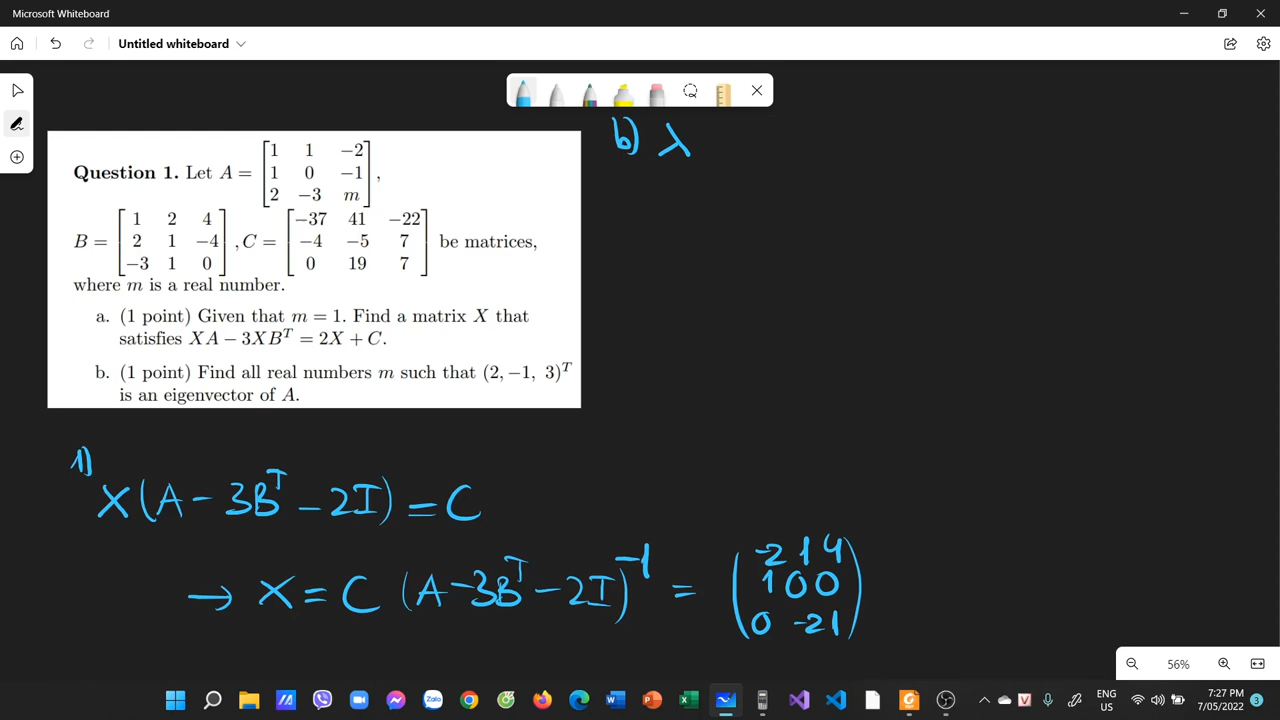 Microsoft Whiteboard
Untitled whiteboard
Question 1. Let A = [1 1 −2; 1 0 −1; 2 −3 m],
B = [1 2 4; 2 1 −4; −3 1 0], C = [−37 41 −22; −4 −5 7; 0 19 7] be matrices,
where m is a real number.
a. (1 point) Given that m = 1. Find a matrix X that
satisfies XA − 3XB^T = 2X + C.
b. (1 point) Find all real numbers m such that (2, −1, 3)^T
is an eigenvector of A.
b) λ
1)
X(A − 3B^T − 2I) = C
→ X = C (A − 3B^T − 2I)^−1 = (−2 1 4; 1 0 0; 0 −2 1)
56%
Zalo
ENG
US
7:27 PM
7/05/2022
3